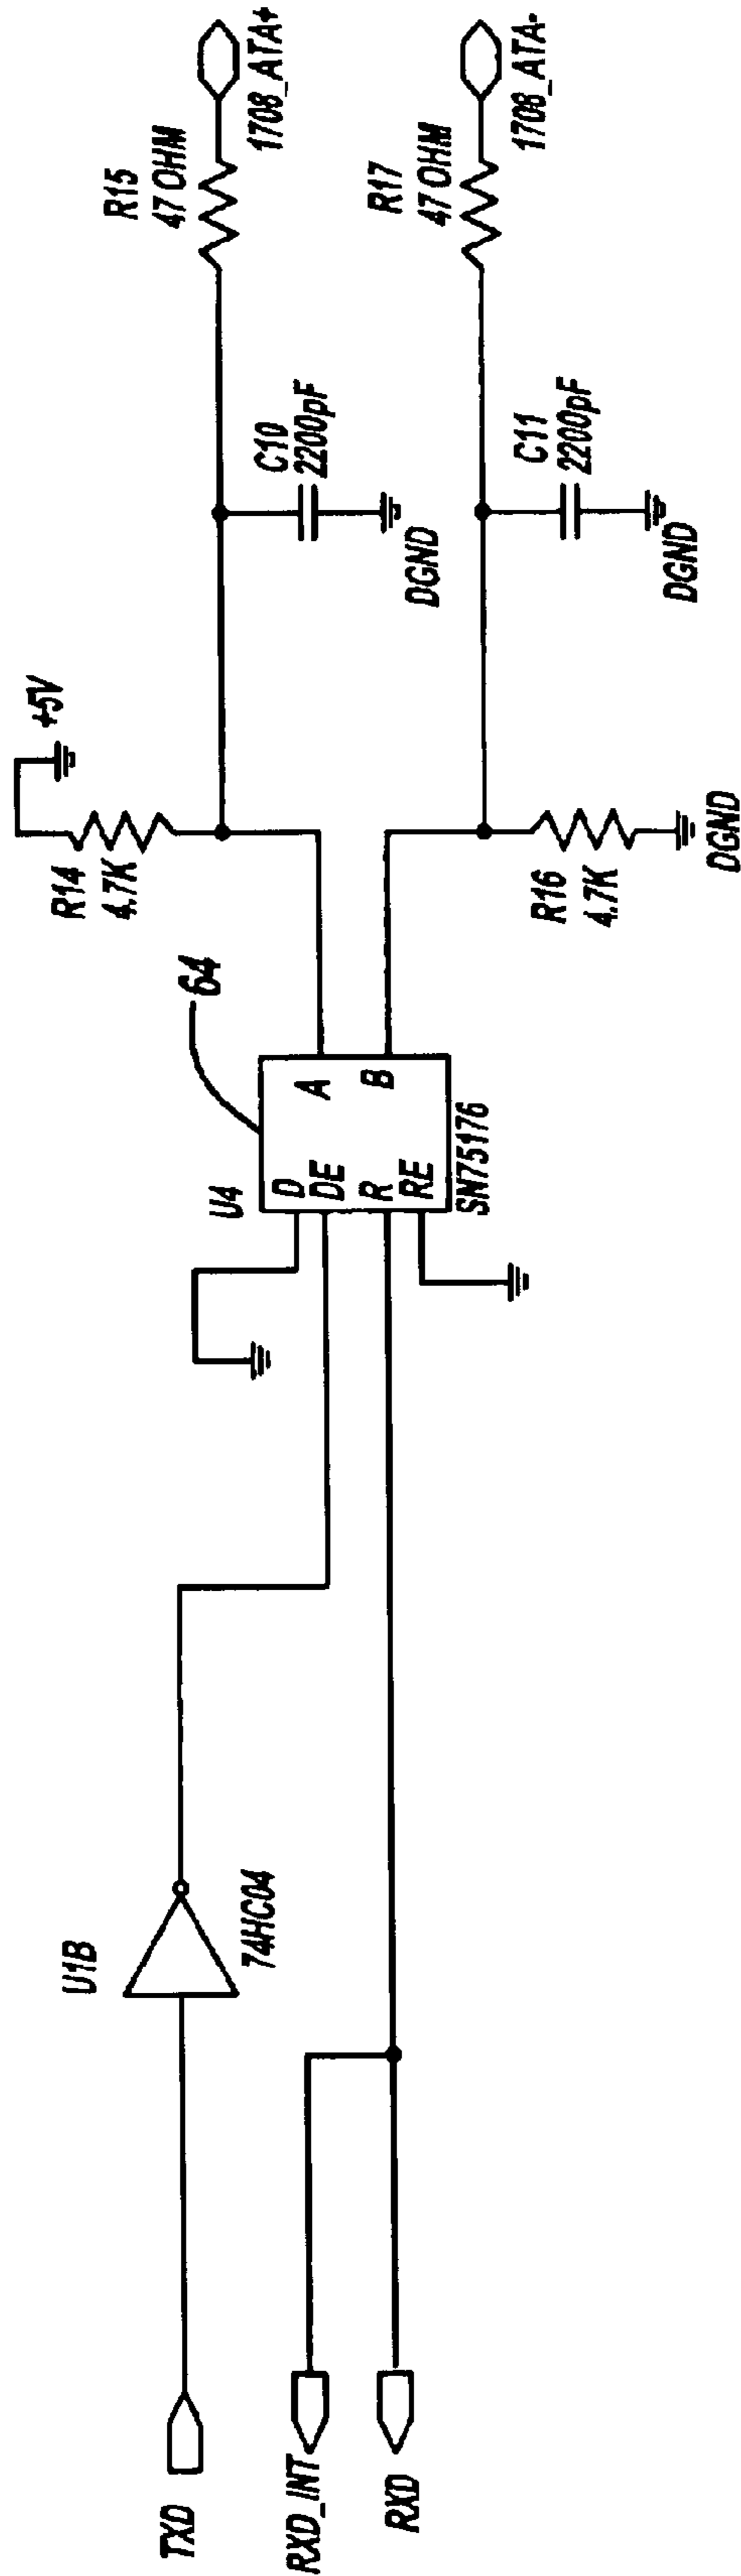 R15
47 OHM
1708_ATA+
R17
47 OHM
1708_ATA-
C10
2200pF
DGND
C11
2200pF
DGND
+5V
R14
4.7K
R16
4.7K
DGND
64
U4
D
DE
R
RE
A
B
SN75176
U1B
74HC04
TXD
RXD_INT
RXD